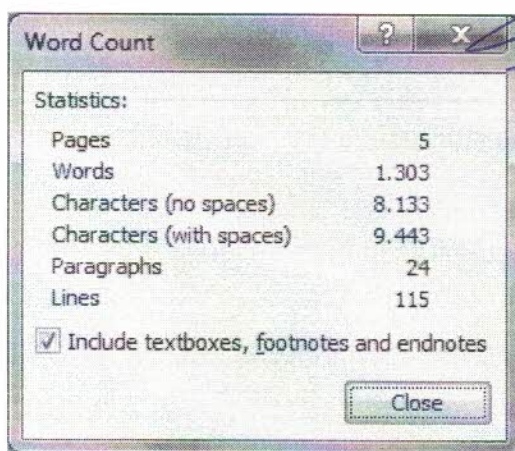 Word Count
Statistics:
Pages 5
Words 1.303
Characters (no spaces) 8.133
Characters (with spaces) 9.443
Paragraphs 24
Lines 115
Include textboxes, footnotes and endnotes
Close